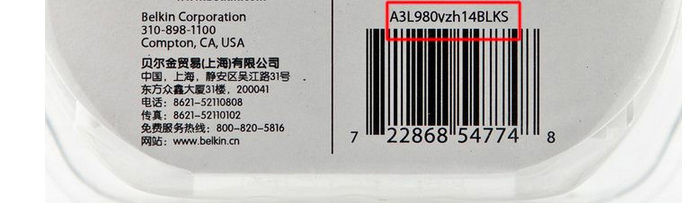 Belkin Corporation
310-898-1100
Compton, CA, USA
贝尔金贸易(上海)有限公司
中国，上海，静安区吴江路31号
东方众鑫大厦31楼，200041
电话：8621-52110808
传真：8621-52110102
免费服务热线：800-820-5816
网站：www.belkin.cn
A3L980vzh14BLKS
7 22868 54774 8